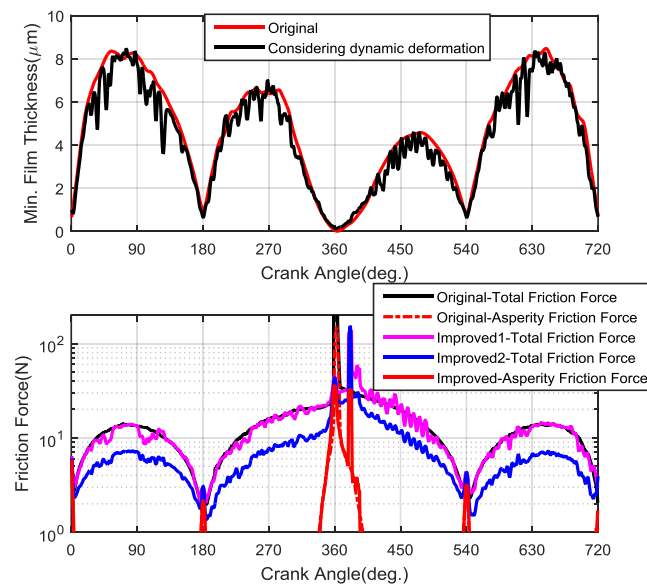 10
8
6
4
2
0
Min. Film Thickness(μm)
Original
Considering dynamic deformation
0 90 180 270 360 450 540 630 720
Crank Angle(deg.)
Original-Total Friction Force
Original-Asperity Friction Force
Improved1-Total Friction Force
Improved2-Total Friction Force
Improved-Asperity Friction Force
10²
10¹
10⁰
Friction Force(N)
0 90 180 270 360 450 540 630 720
Crank Angle(deg.)